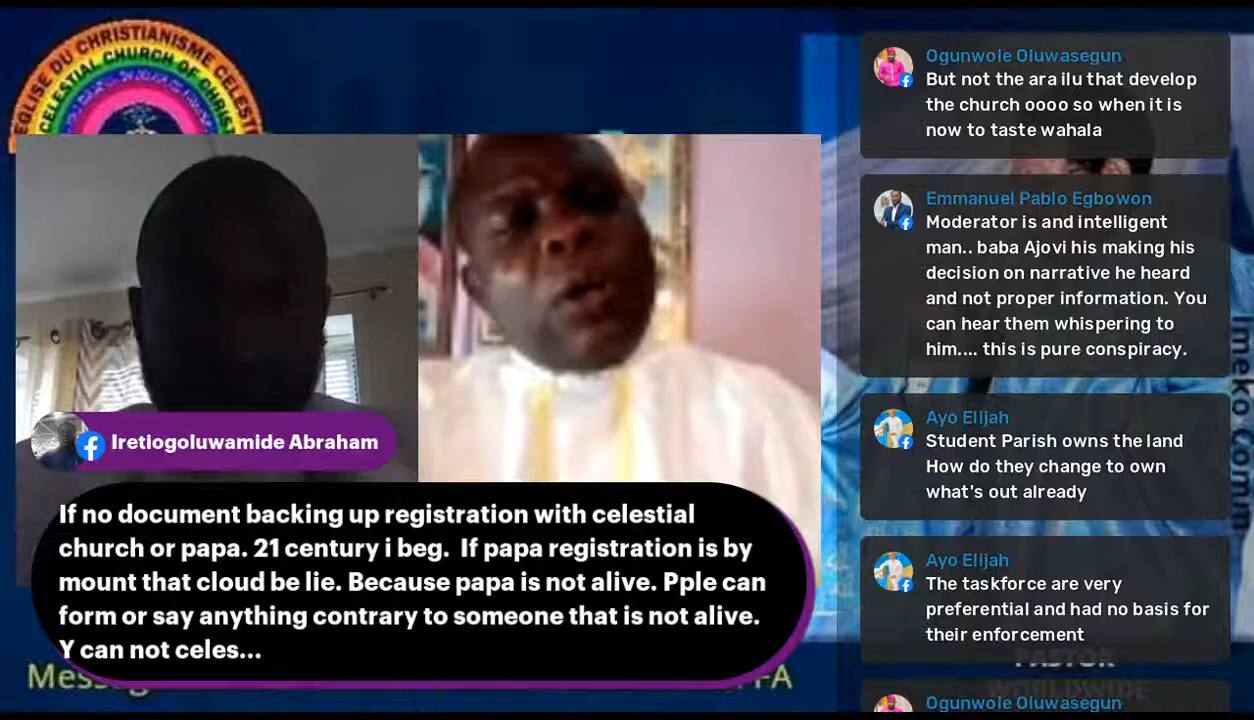 EGLISE DU CHRISTIANISME CELESTE
CELESTIAL CHURCH OF CHRIST
Iretiogoluwamide Abraham
If no document backing up registration with celestial
church or papa. 21 century i beg.  If papa registration is by
mount that cloud be lie. Because papa is not alive. Pple can
form or say anything contrary to someone that is not alive.
Y can not celes...
Ogunwole Oluwasegun
But not the ara ilu that develop
the church oooo so when it is
now to taste wahala
Emmanuel Pablo Egbowon
Moderator is and intelligent
man.. baba Ajovi his making his
decision on narrative he heard
and not proper information. You
can hear them whispering to
him.... this is pure conspiracy.
Ayo Elijah
Student Parish owns the land
How do they change to own
what's out already
Ayo Elijah
The taskforce are very
preferential and had no basis for
their enforcement
PASTOR
WORLDWIDE
Ogunwole Oluwasegun